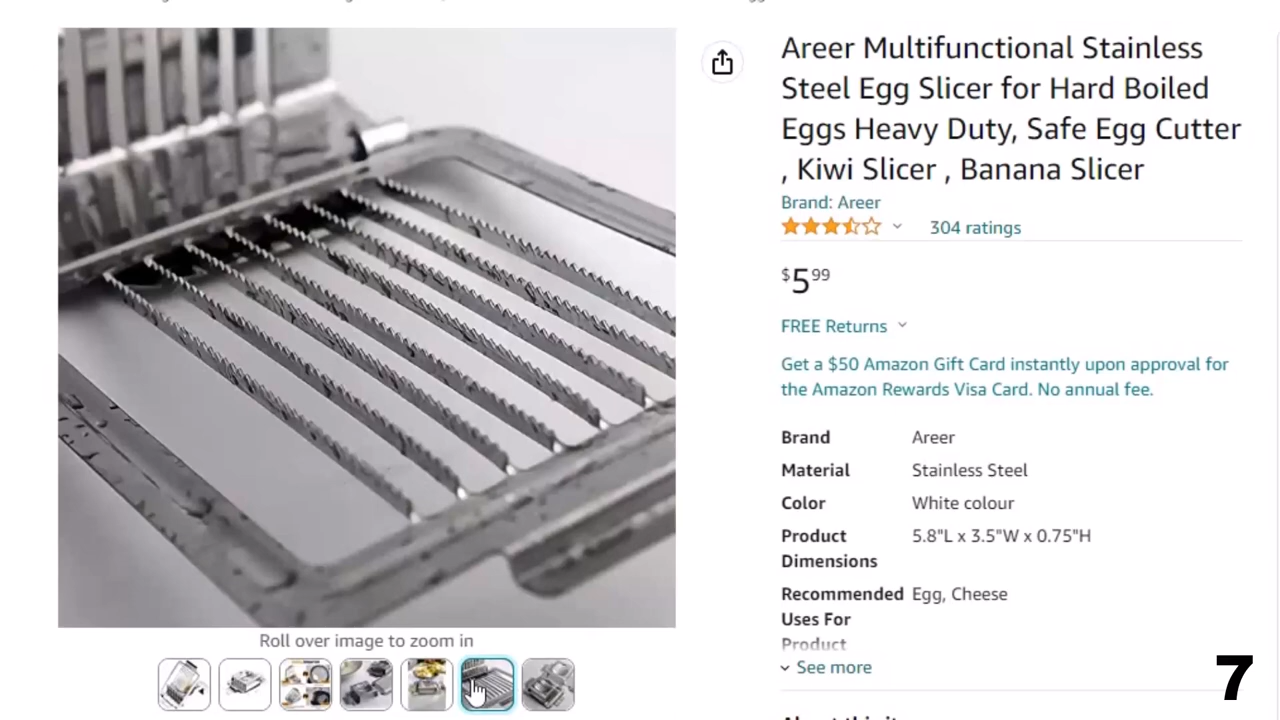 Areer Multifunctional Stainless
Steel Egg Slicer for Hard Boiled
Eggs Heavy Duty, Safe Egg Cutter
, Kiwi Slicer , Banana Slicer
Brand: Areer
304 ratings
$5.99
FREE Returns
Get a $50 Amazon Gift Card instantly upon approval for
the Amazon Rewards Visa Card. No annual fee.
Brand Areer
Material Stainless Steel
Color White colour
Product 5.8"L x 3.5"W x 0.75"H
Dimensions
Recommended Egg, Cheese
Uses For
Product
See more
Roll over image to zoom in
7